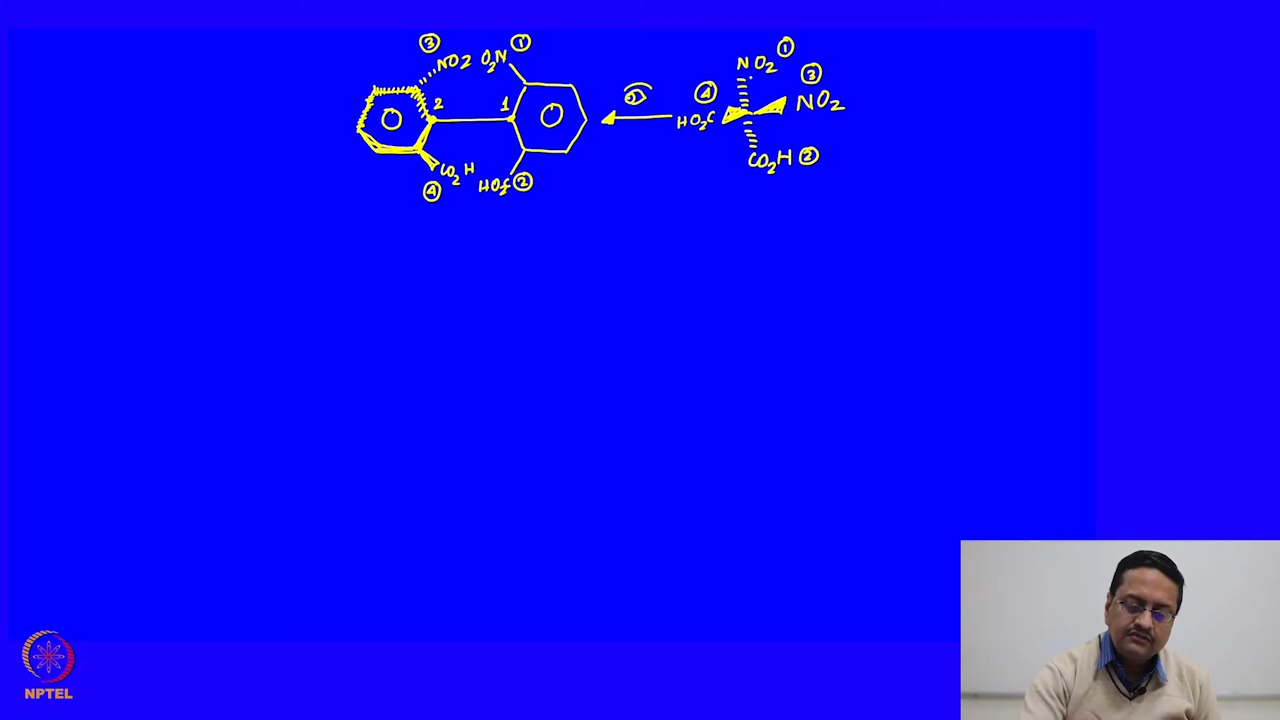 ③ NO2 O2N ①
2 1
④ CO2H HO2C ②
NO2 ①
③ NO2
④ HO2C
CO2H ②
NPTEL